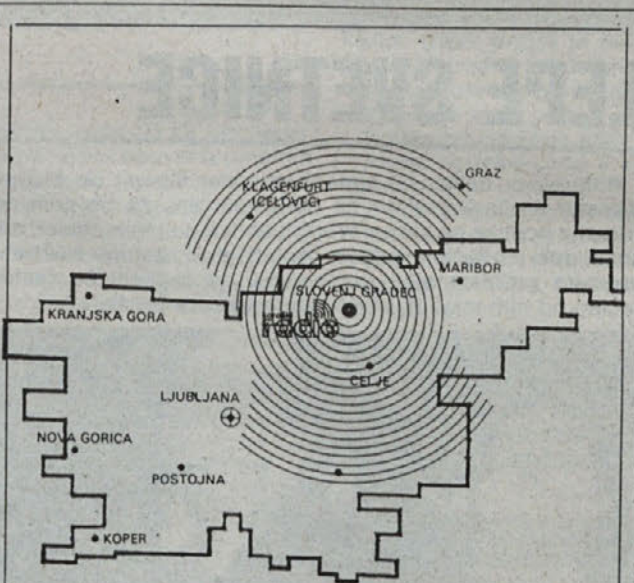 GRAZ
KLAGENFURT
(CELOVEC)
MARIBOR
SLOVENJ GRADEC
KRANJSKA GORA
radio
CELJE
LJUBLJANA
NOVA GORICA
POSTOJNA
KOPER